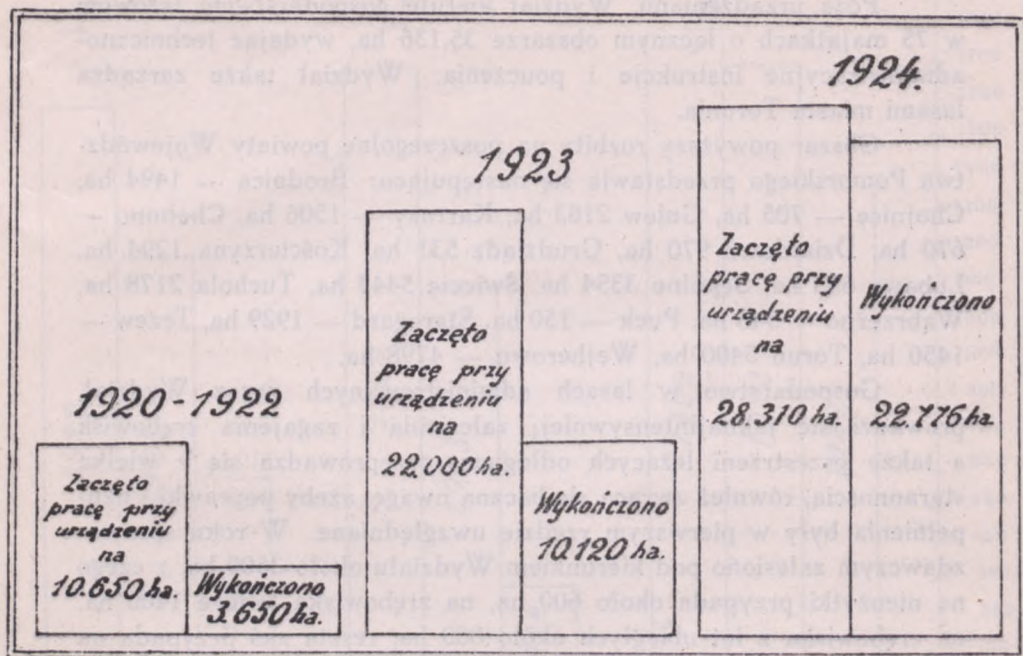 1920-1922
Zaczęto
pracę przy
urządzeniu
na
10.650 ha.
Wykończono
3.650 ha.
1923
Zaczęto
pracę przy
urządzeniu
na
22.000 ha.
Wykończono
10.120 ha.
1924.
Zaczęto
pracę przy
urządzeniu
na
28.310 ha.
Wykończono
22.776 ha.